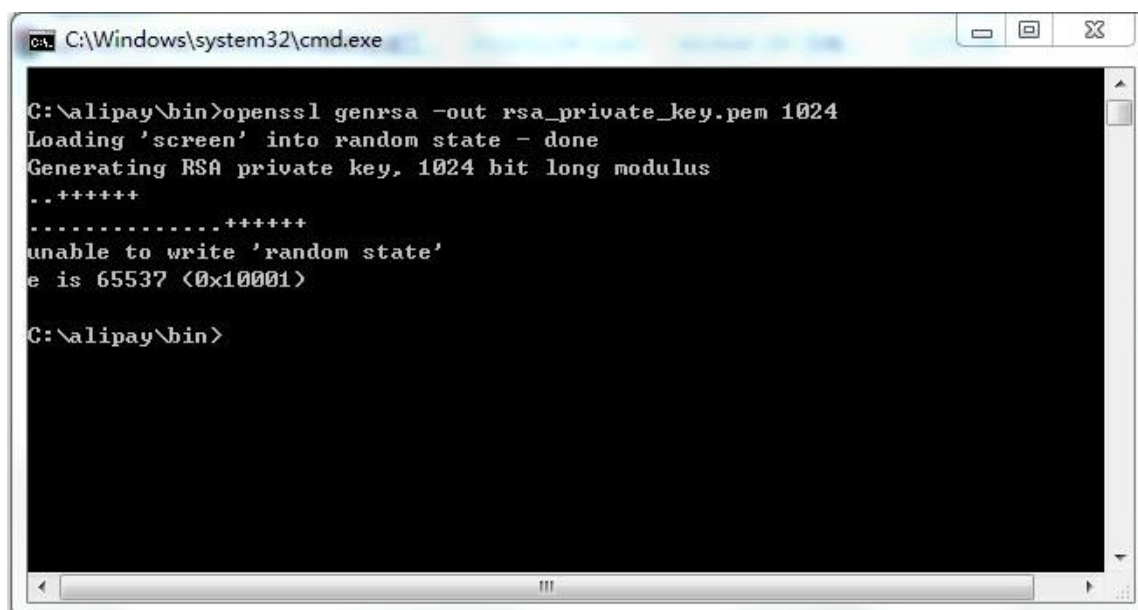 C:\Windows\system32\cmd.exe
C:\alipay\bin>openssl genrsa -out rsa_private_key.pem 1024
Loading 'screen' into random state - done
Generating RSA private key, 1024 bit long modulus
..++++++
..............++++++
unable to write 'random state'
e is 65537 (0x10001)
C:\alipay\bin>